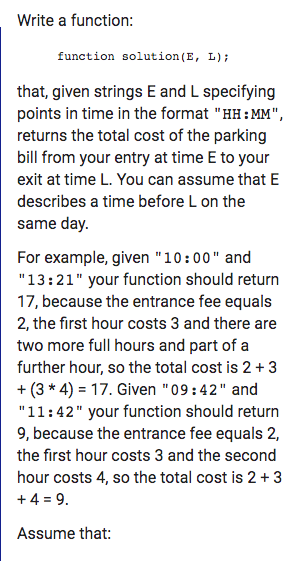 Write a function:
function solution(E, L);
that, given strings E and L specifying
points in time in the format "HH:MM",
returns the total cost of the parking
bill from your entry at time E to your
exit at time L. You can assume that E
describes a time before L on the
same day.
For example, given "10:00" and
"13:21" your function should return
17, because the entrance fee equals
2, the first hour costs 3 and there are
two more full hours and part of a
further hour, so the total cost is 2 + 3
+ (3 * 4) = 17. Given "09:42" and
"11:42" your function should return
9, because the entrance fee equals 2,
the first hour costs 3 and the second
hour costs 4, so the total cost is 2 + 3
+ 4 = 9.
Assume that: